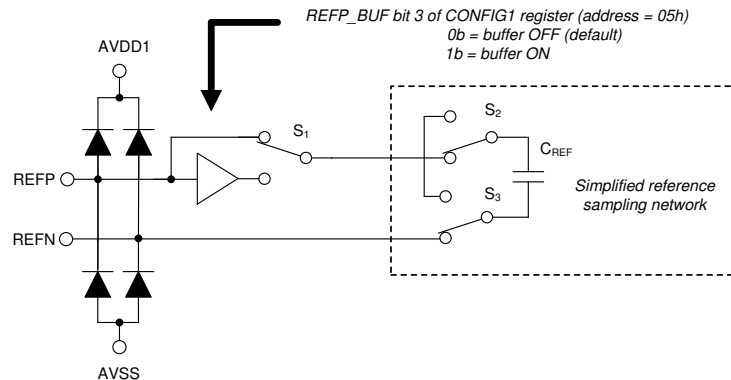 REFP_BUF bit 3 of CONFIG1 register (address = 05h)
0b = buffer OFF (default)
1b = buffer ON
AVDD1
S1
S2
CREF
REFP
S3
Simplified reference
sampling network
REFN
AVSS